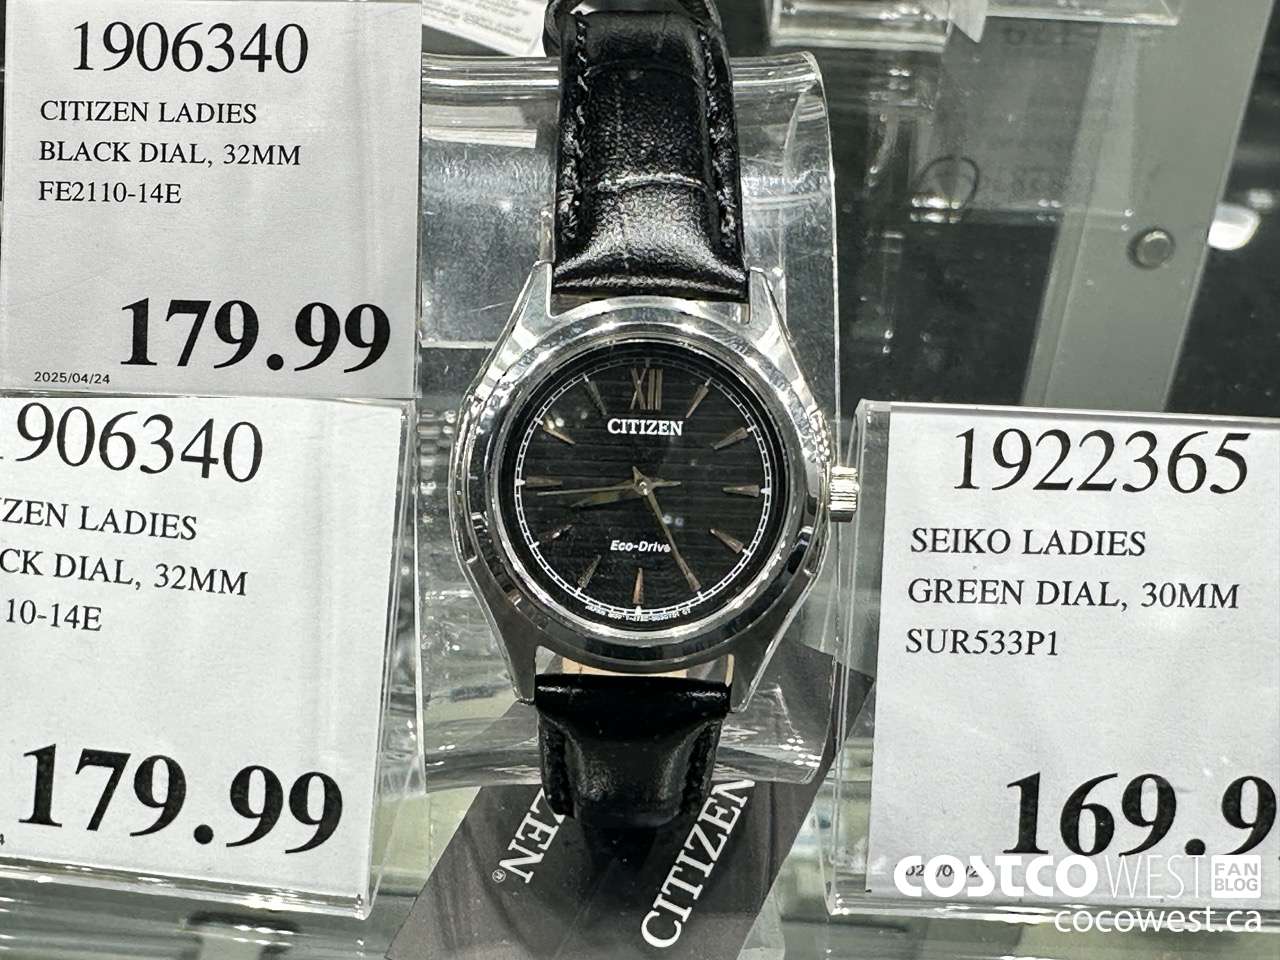 1906340
CITIZEN LADIES
BLACK DIAL, 32MM
FE2110-14E
179.99
2025/04/24
906340
ZEN LADIES
CK DIAL, 32MM
10-14E
179.99
XII
CITIZEN
Eco-Drive
1922365
SEIKO LADIES
GREEN DIAL, 30MM
SUR533P1
169.9
CITIZEN
ZEN®
COSTCO WEST FAN BLOG
cocowest.ca